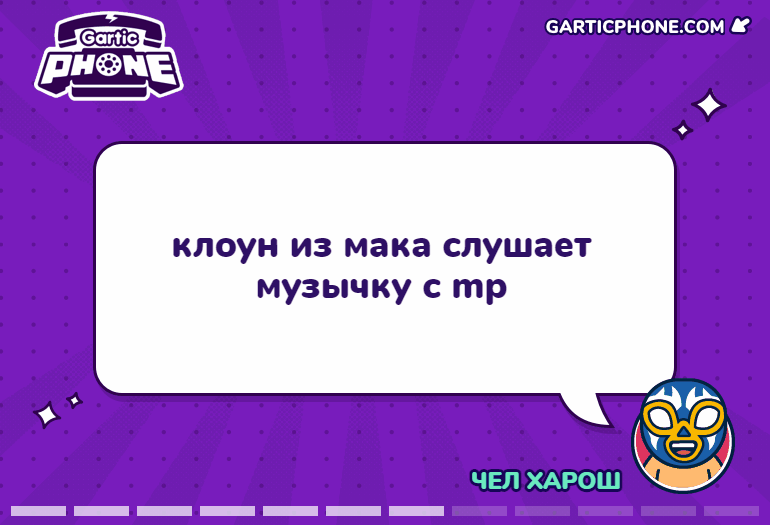 Gartic
PHONE
GARTICPHONE.COM
клоун из мака слушает
музычку с mp
ЧЕЛ ХАРОШ